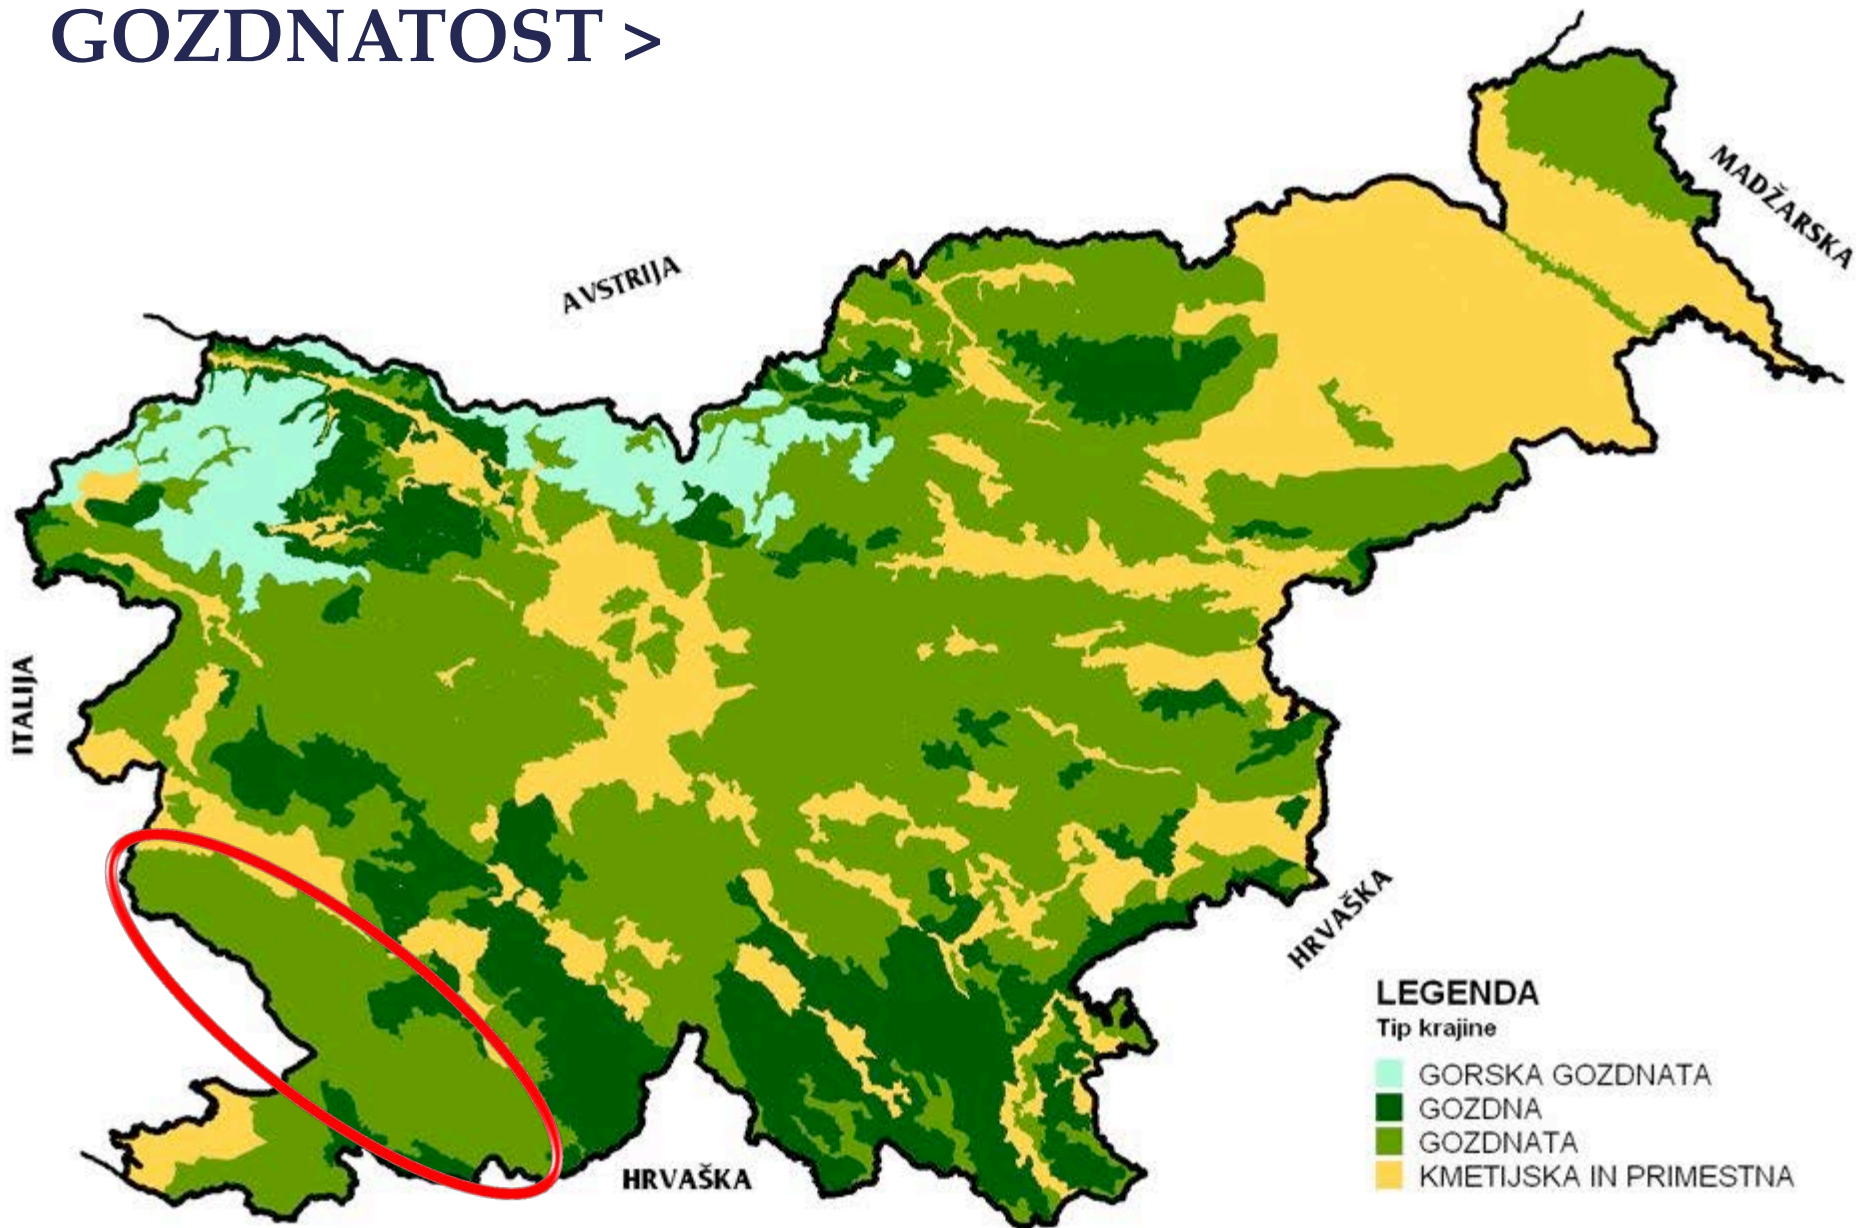 GOZDNATOST >
MADŽARSKA
AVSTRIJA
ITALIJA
HRVAŠKA
HRVAŠKA
LEGENDA
Tip krajine
GORSKA GOZDNATA
GOZDNA
GOZDNATA
KMETIJSKA IN PRIMESTNA